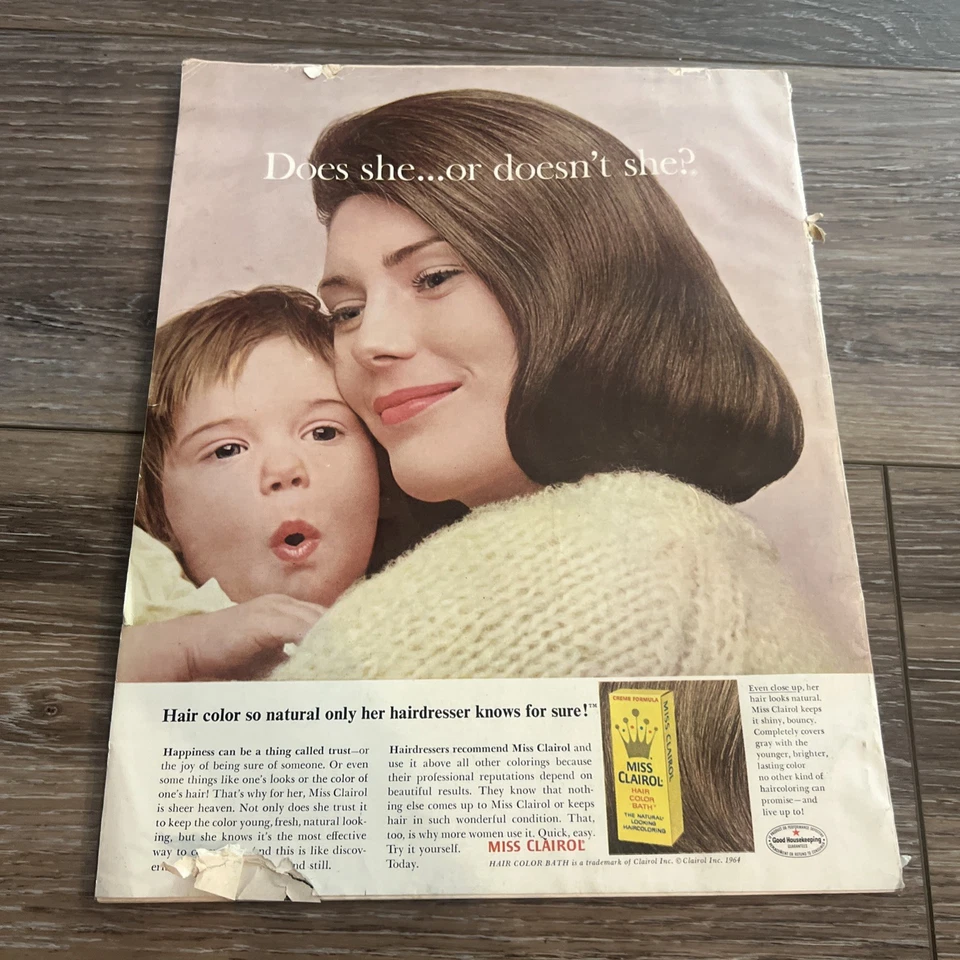 Does she...or doesn't she?
Hair color so natural only her hairdresser knows for sure!™
Happiness can be a thing called trust—or
the joy of being sure of someone. Or even
some things like one's looks or the color of
one's hair! That's why for her, Miss Clairol
is sheer heaven. Not only does she trust it
to keep the color young, fresh, natural look-
ing, but she knows it's the most effective
way to
this is like discov-
still.
Hairdressers recommend Miss Clairol and
use it above all other colorings because
their professional reputations depend on
beautiful results. They know that noth-
ing else comes up to Miss Clairol or keeps
hair in such wonderful condition. That,
too, is why more women use it. Quick, easy.
Try it yourself. MISS CLAIROL®
Today.
HAIR COLOR BATH is a trademark of Clairol Inc. ©Clairol Inc. 1964
CREME FORMULA
MISS CLAIROL
MISS
CLAIROL
HAIR
COLOR
BATH
THE NATURAL
LOOKING
HAIRCOLORING
Even close up, her
hair looks natural.
Miss Clairol keeps
it shiny, bouncy.
Completely covers
gray with the
younger, brighter,
lasting color
no other kind of
haircoloring can
promise—and
live up to!
Good Housekeeping
GUARANTEES